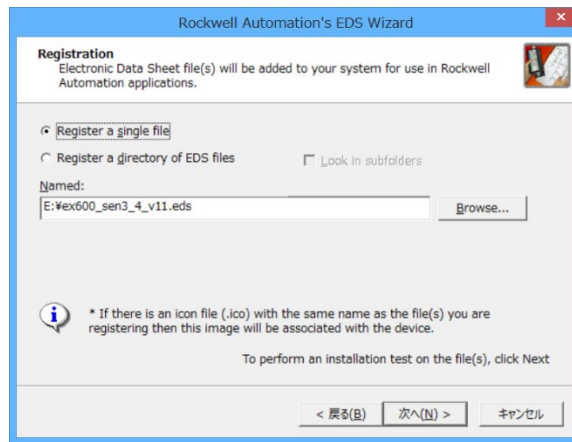 Rockwell Automation's EDS Wizard
Registration
Electronic Data Sheet file(s) will be added to your system for use in Rockwell
Automation applications.
Register a single file
Register a directory of EDS files
Look in subfolders
Named:
E:¥ex600_sen3_4_v11.eds
Browse...
* If there is an icon file (.ico) with the same name as the file(s) you are
registering then this image will be associated with the device.
To perform an installation test on the file(s), click Next
< 戻る(B)
次へ(N) >
キャンセル